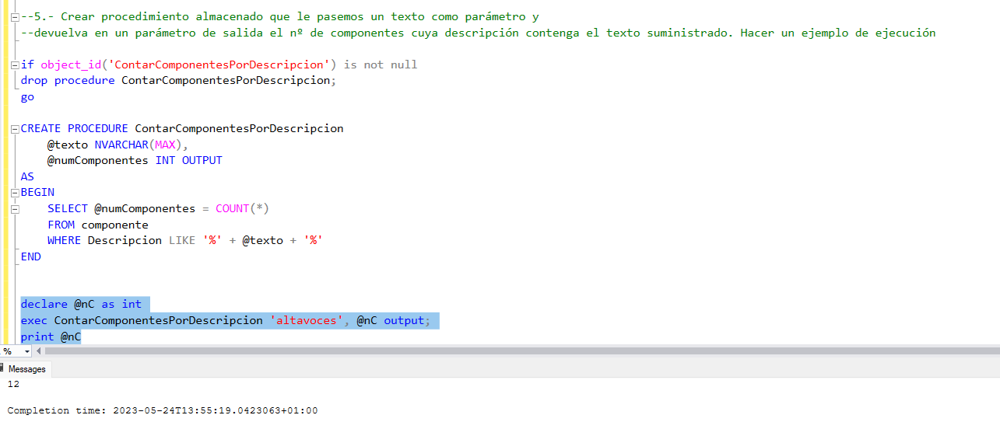 --5.- Crear procedimiento almacenado que le pasemos un texto como parámetro y
--devuelva en un parámetro de salida el nº de componentes cuya descripción contenga el texto suministrado. Hacer un ejemplo de ejecución
if object_id('ContarComponentesPorDescripcion') is not null
drop procedure ContarComponentesPorDescripcion;
go
CREATE PROCEDURE ContarComponentesPorDescripcion
@texto NVARCHAR(MAX),
@numComponentes INT OUTPUT
AS
BEGIN
SELECT @numComponentes = COUNT(*)
FROM componente
WHERE Descripcion LIKE '%' + @texto + '%'
END
declare @nC as int
exec ContarComponentesPorDescripcion 'altavoces', @nC output;
print @nC
%
Messages
12
Completion time: 2023-05-24T13:55:19.0423063+01:00